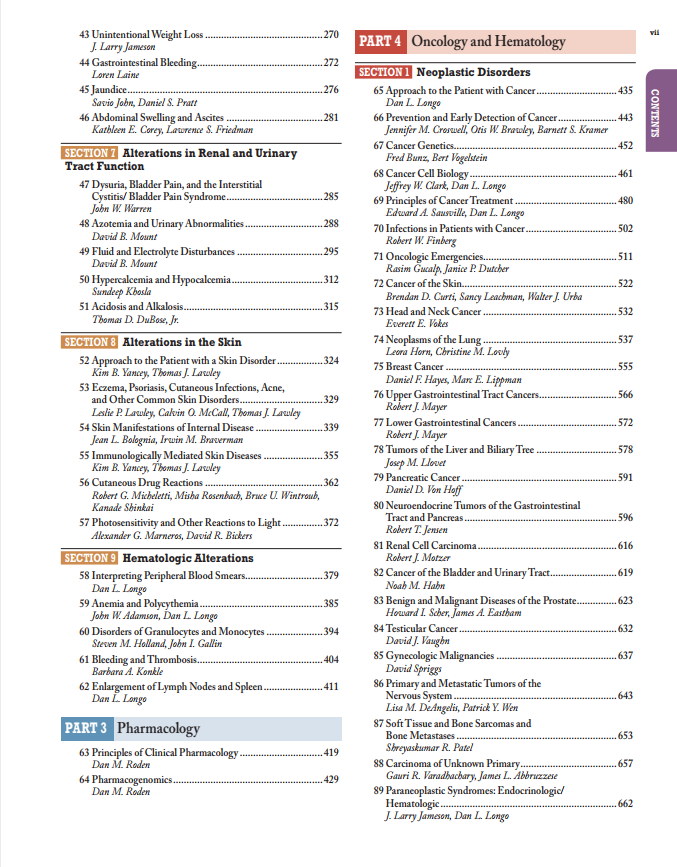 43 Unintentional Weight Loss ..................................... 270
J. Larry Jameson
44 Gastrointestinal Bleeding....................................... 272
Loren Laine
45 Jaundice............................................................ 276
Savio John, Daniel S. Pratt
46 Abdominal Swelling and Ascites ............................. 281
Kathleen E. Corey, Lawrence S. Friedman
SECTION 7 Alterations in Renal and Urinary
Tract Function
47 Dysuria, Bladder Pain, and the Interstitial
Cystitis/ Bladder Pain Syndrome............................. 285
John W. Warren
48 Azotemia and Urinary Abnormalities....................... 288
David B. Mount
49 Fluid and Electrolyte Disturbances ......................... 295
David B. Mount
50 Hypercalcemia and Hypocalcemia........................... 312
Sundeep Khosla
51 Acidosis and Alkalosis........................................... 315
Thomas D. DuBose, Jr.
SECTION 8 Alterations in the Skin
52 Approach to the Patient with a Skin Disorder ............. 324
Kim B. Yancey, Thomas J. Lawley
53 Eczema, Psoriasis, Cutaneous Infections, Acne,
and Other Common Skin Disorders......................... 329
Leslie P. Lawley, Calvin O. McCall, Thomas J. Lawley
54 Skin Manifestations of Internal Disease ................... 339
Jean L. Bolognia, Irwin M. Braverman
55 Immunologically Mediated Skin Diseases ................. 355
Kim B. Yancey, Thomas J. Lawley
56 Cutaneous Drug Reactions ................................... 362
Robert G. Micheletti, Misha Rosenbach, Bruce U. Wintroub,
Kanade Shinkai
57 Photosensitivity and Other Reactions to Light ........... 372
Alexander G. Marneros, David R. Bickers
SECTION 9 Hematologic Alterations
58 Interpreting Peripheral Blood Smears...................... 379
Dan L. Longo
59 Anemia and Polycythemia .................................... 385
John W. Adamson, Dan L. Longo
60 Disorders of Granulocytes and Monocytes ............... 394
Steven M. Holland, John I. Gallin
61 Bleeding and Thrombosis..................................... 404
Barbara A. Konkle
62 Enlargement of Lymph Nodes and Spleen................ 411
Dan L. Longo
PART 3 Pharmacology
63 Principles of Clinical Pharmacology ........................ 419
Dan M. Roden
64 Pharmacogenomics............................................. 429
Dan M. Roden
PART 4 Oncology and Hematology
SECTION 1 Neoplastic Disorders
65 Approach to the Patient with Cancer....................... 435
Dan L. Longo
66 Prevention and Early Detection of Cancer................ 443
Jennifer M. Croswell, Otis W. Brawley, Barnett S. Kramer
67 Cancer Genetics.................................................. 452
Fred Bunz, Bert Vogelstein
68 Cancer Cell Biology.............................................. 461
Jeffrey W. Clark, Dan L. Longo
69 Principles of Cancer Treatment .............................. 480
Edward A. Sausville, Dan L. Longo
70 Infections in Patients with Cancer........................... 502
Robert W. Finberg
71 Oncologic Emergencies......................................... 511
Rasim Gucalp, Janice P. Dutcher
72 Cancer of the Skin................................................ 522
Brendan D. Curti, Sancy Leachman, Walter J. Urba
73 Head and Neck Cancer ......................................... 532
Everett E. Vokes
74 Neoplasms of the Lung ......................................... 537
Leora Horn, Christine M. Lovly
75 Breast Cancer ..................................................... 555
Daniel F. Hayes, Marc E. Lippman
76 Upper Gastrointestinal Tract Cancers....................... 566
Robert J. Mayer
77 Lower Gastrointestinal Cancers .............................. 572
Robert J. Mayer
78 Tumors of the Liver and Biliary Tree ........................ 578
Josep M. Llovet
79 Pancreatic Cancer ................................................ 591
Daniel D. Von Hoff
80 Neuroendocrine Tumors of the Gastrointestinal
Tract and Pancreas............................................... 596
Robert T. Jensen
81 Renal Cell Carcinoma ........................................... 616
Robert J. Motzer
82 Cancer of the Bladder and Urinary Tract................... 619
Noah M. Hahn
83 Benign and Malignant Diseases of the Prostate.......... 623
Howard I. Scher, James A. Eastham
84 Testicular Cancer ................................................. 632
David J. Vaughn
85 Gynecologic Malignancies ..................................... 637
David Spriggs
86 Primary and Metastatic Tumors of the
Nervous System ................................................... 643
Lisa M. DeAngelis, Patrick Y. Wen
87 Soft Tissue and Bone Sarcomas and
Bone Metastases .................................................. 653
Shreyaskumar R. Patel
88 Carcinoma of Unknown Primary............................. 657
Gauri R. Varadhachary, James L. Abbruzzese
89 Paraneoplastic Syndromes: Endocrinologic/
Hematologic........................................................ 662
J. Larry Jameson, Dan L. Longo
vii
CONTENTS